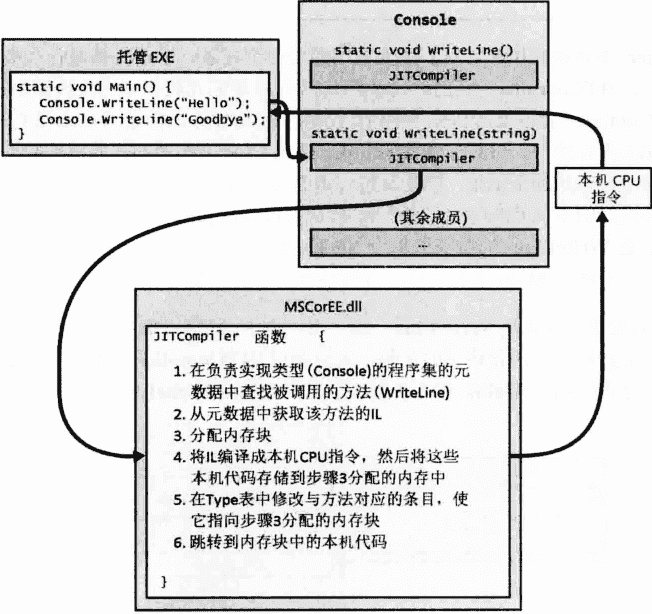 托管 EXE
static void Main() {
Console.WriteLine("Hello");
Console.WriteLine("Goodbye");
}
Console
static void WriteLine()
JITCompiler
static void WriteLine(string)
JITCompiler
(其余成员)
...
本机 CPU
指令
MSCorEE.dll
JITCompiler 函数 {
1. 在负责实现类型(Console)的程序集的元
数据中查找被调用的方法(WriteLine)
2. 从元数据中获取该方法的IL
3. 分配内存块
4. 将IL编译成本机CPU指令，然后将这些
本机代码存储到步骤3分配的内存中
5. 在Type表中修改与方法对应的条目，使
它指向步骤3分配的内存块
6. 跳转到内存块中的本机代码
}